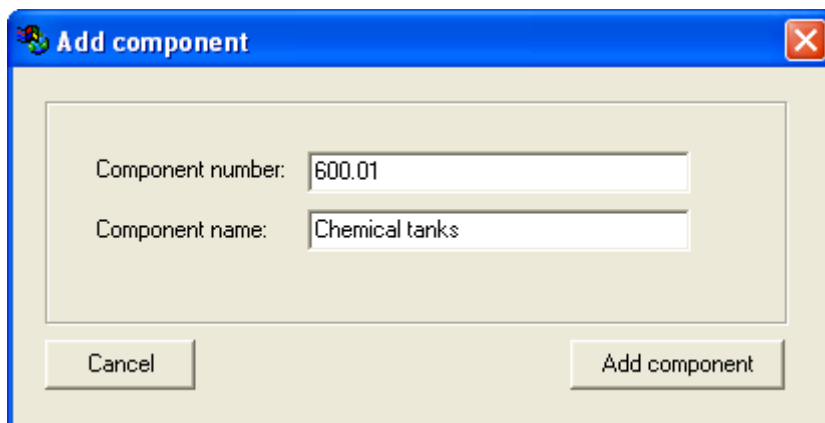 Add component
Component number: 600.01
Component name: Chemical tanks
Cancel Add component